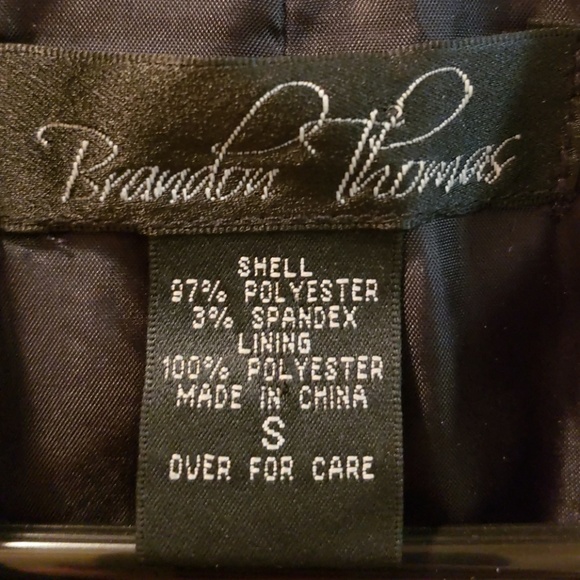 Brandon Thomas
SHELL
97% POLYESTER
3% SPANDEX
LINING
100% POLYESTER
MADE IN CHINA
S
OVER FOR CARE